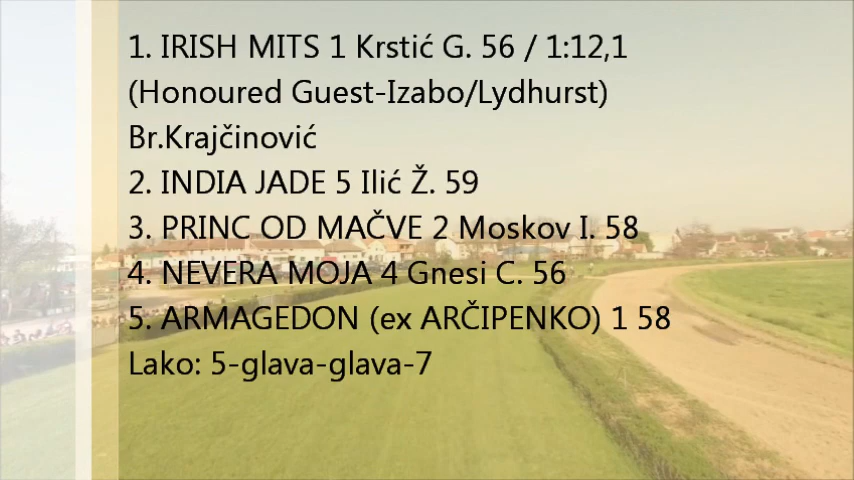 1. IRISH MITS 1 Krstić G. 56 / 1:12,1
(Honoured Guest-Izabo/Lydhurst)
Br.Krajčinović
2. INDIA JADE 5 Ilić Ž. 59
3. PRINC OD MAČVE 2 Moskov I. 58
4. NEVERA MOJA 4 Gnesi C. 56
5. ARMAGEDON (ex ARČIPENKO) 1 58
Lako: 5-glava-glava-7